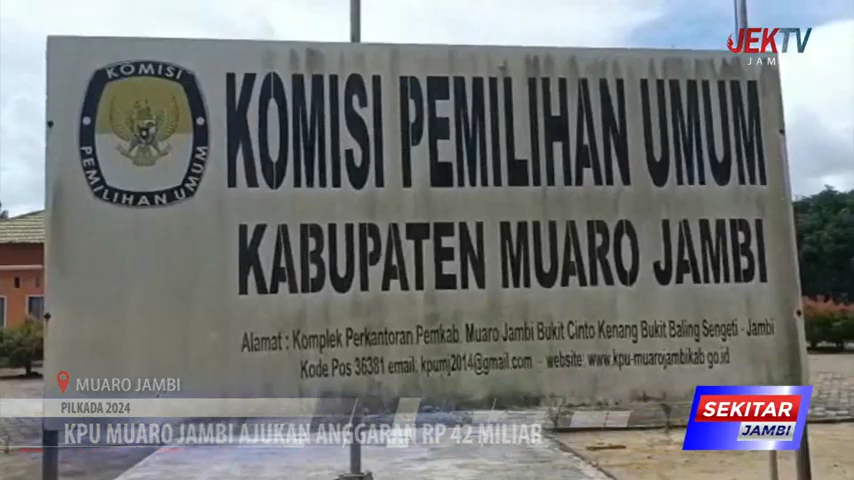 JEKTV
JAM
KOMISI
PEMILIHAN UMUM
KOMISI PEMILIHAN UMUM
KABUPATEN MUARO JAMBI
Alamat : Komplek Perkantoran Pemkab. Muaro Jambi Bukit Cinto Kenang Bukit Baling Sengeti - Jambi
Kode Pos 36381 email: kpumj2014@gmail.com - website: www.kpu-muarojambikab.go.id
MUARO JAMBI
PILKADA 2024
KPU MUARO JAMBI AJUKAN ANGGARAN RP 42 MILIAR
SEKITAR
JAMBI